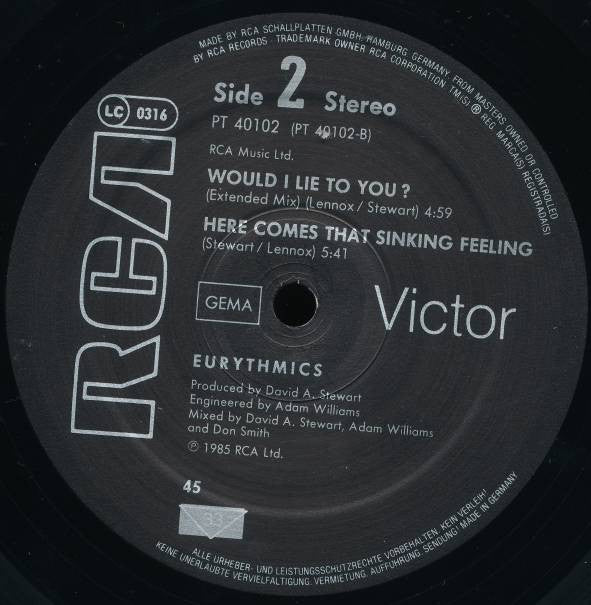 MADE BY RCA SCHALLPLATTEN GMBH, HAMBURG, GERMANY, FROM MASTERS OWNED OR CONTROLLED
BY RCA RECORDS · TRADEMARK OWNER RCA CORPORATION TM(S) ® REG. MARCA(S) REGISTRADA(S)
Side 2 Stereo
LC 0316
PT 40102 (PT 40102-B)
RCA Music Ltd.
WOULD I LIE TO YOU?
(Extended Mix) (Lennox / Stewart) 4:59
HERE COMES THAT SINKING FEELING
(Stewart / Lennox) 5:41
RCA
GEMA
Victor
EURYTHMICS
Produced by David A. Stewart
Engineered by Adam Williams
Mixed by David A. Stewart, Adam Williams
and Don Smith
℗ 1985 RCA Ltd.
45
33
ALLE URHEBER- UND LEISTUNGSSCHUTZRECHTE VORBEHALTEN. KEIN VERLEIH!
KEINE UNERLAUBTE VERVIELFÄLTIGUNG, VERMIETUNG, AUFFÜHRUNG, SENDUNG! MADE IN GERMANY